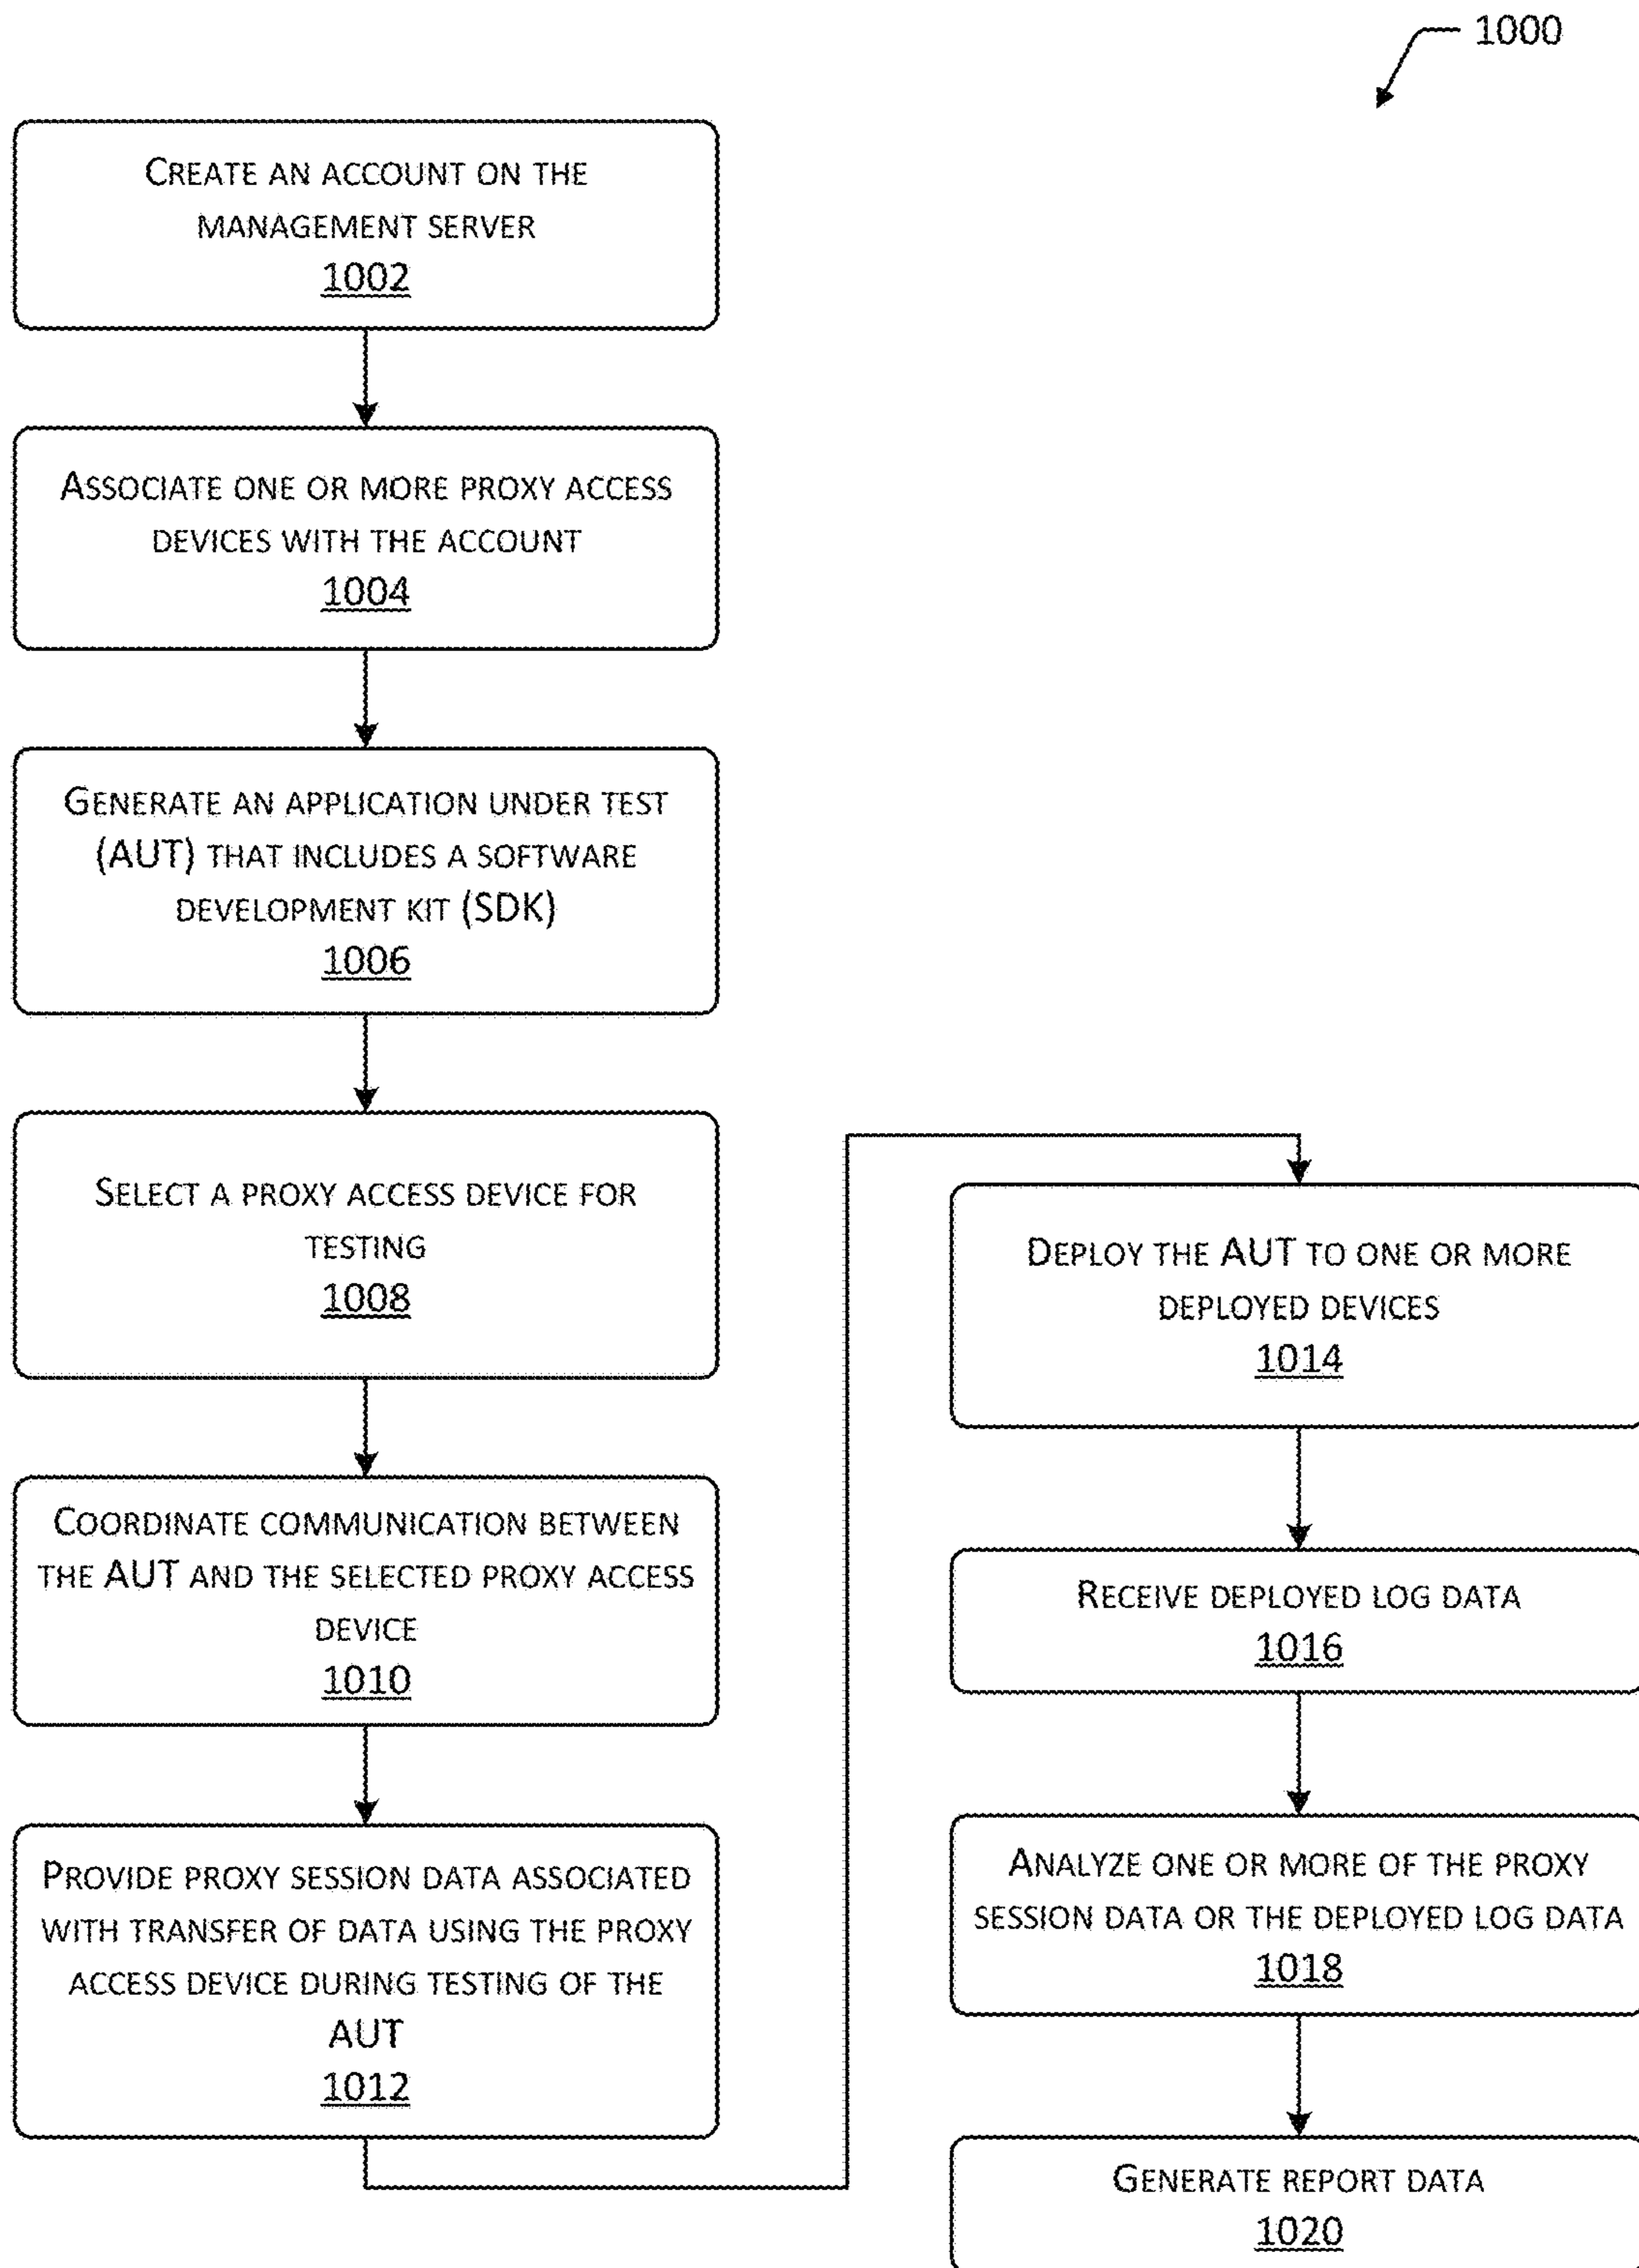 1000
CREATE AN ACCOUNT ON THE
MANAGEMENT SERVER
1002
ASSOCIATE ONE OR MORE PROXY ACCESS
DEVICES WITH THE ACCOUNT
1004
GENERATE AN APPLICATION UNDER TEST
(AUT) THAT INCLUDES A SOFTWARE
DEVELOPMENT KIT (SDK)
1006
SELECT A PROXY ACCESS DEVICE FOR
TESTING
1008
COORDINATE COMMUNICATION BETWEEN
THE AUT AND THE SELECTED PROXY ACCESS
DEVICE
1010
PROVIDE PROXY SESSION DATA ASSOCIATED
WITH TRANSFER OF DATA USING THE PROXY
ACCESS DEVICE DURING TESTING OF THE
AUT
1012
DEPLOY THE AUT TO ONE OR MORE
DEPLOYED DEVICES
1014
RECEIVE DEPLOYED LOG DATA
1016
ANALYZE ONE OR MORE OF THE PROXY
SESSION DATA OR THE DEPLOYED LOG DATA
1018
GENERATE REPORT DATA
1020